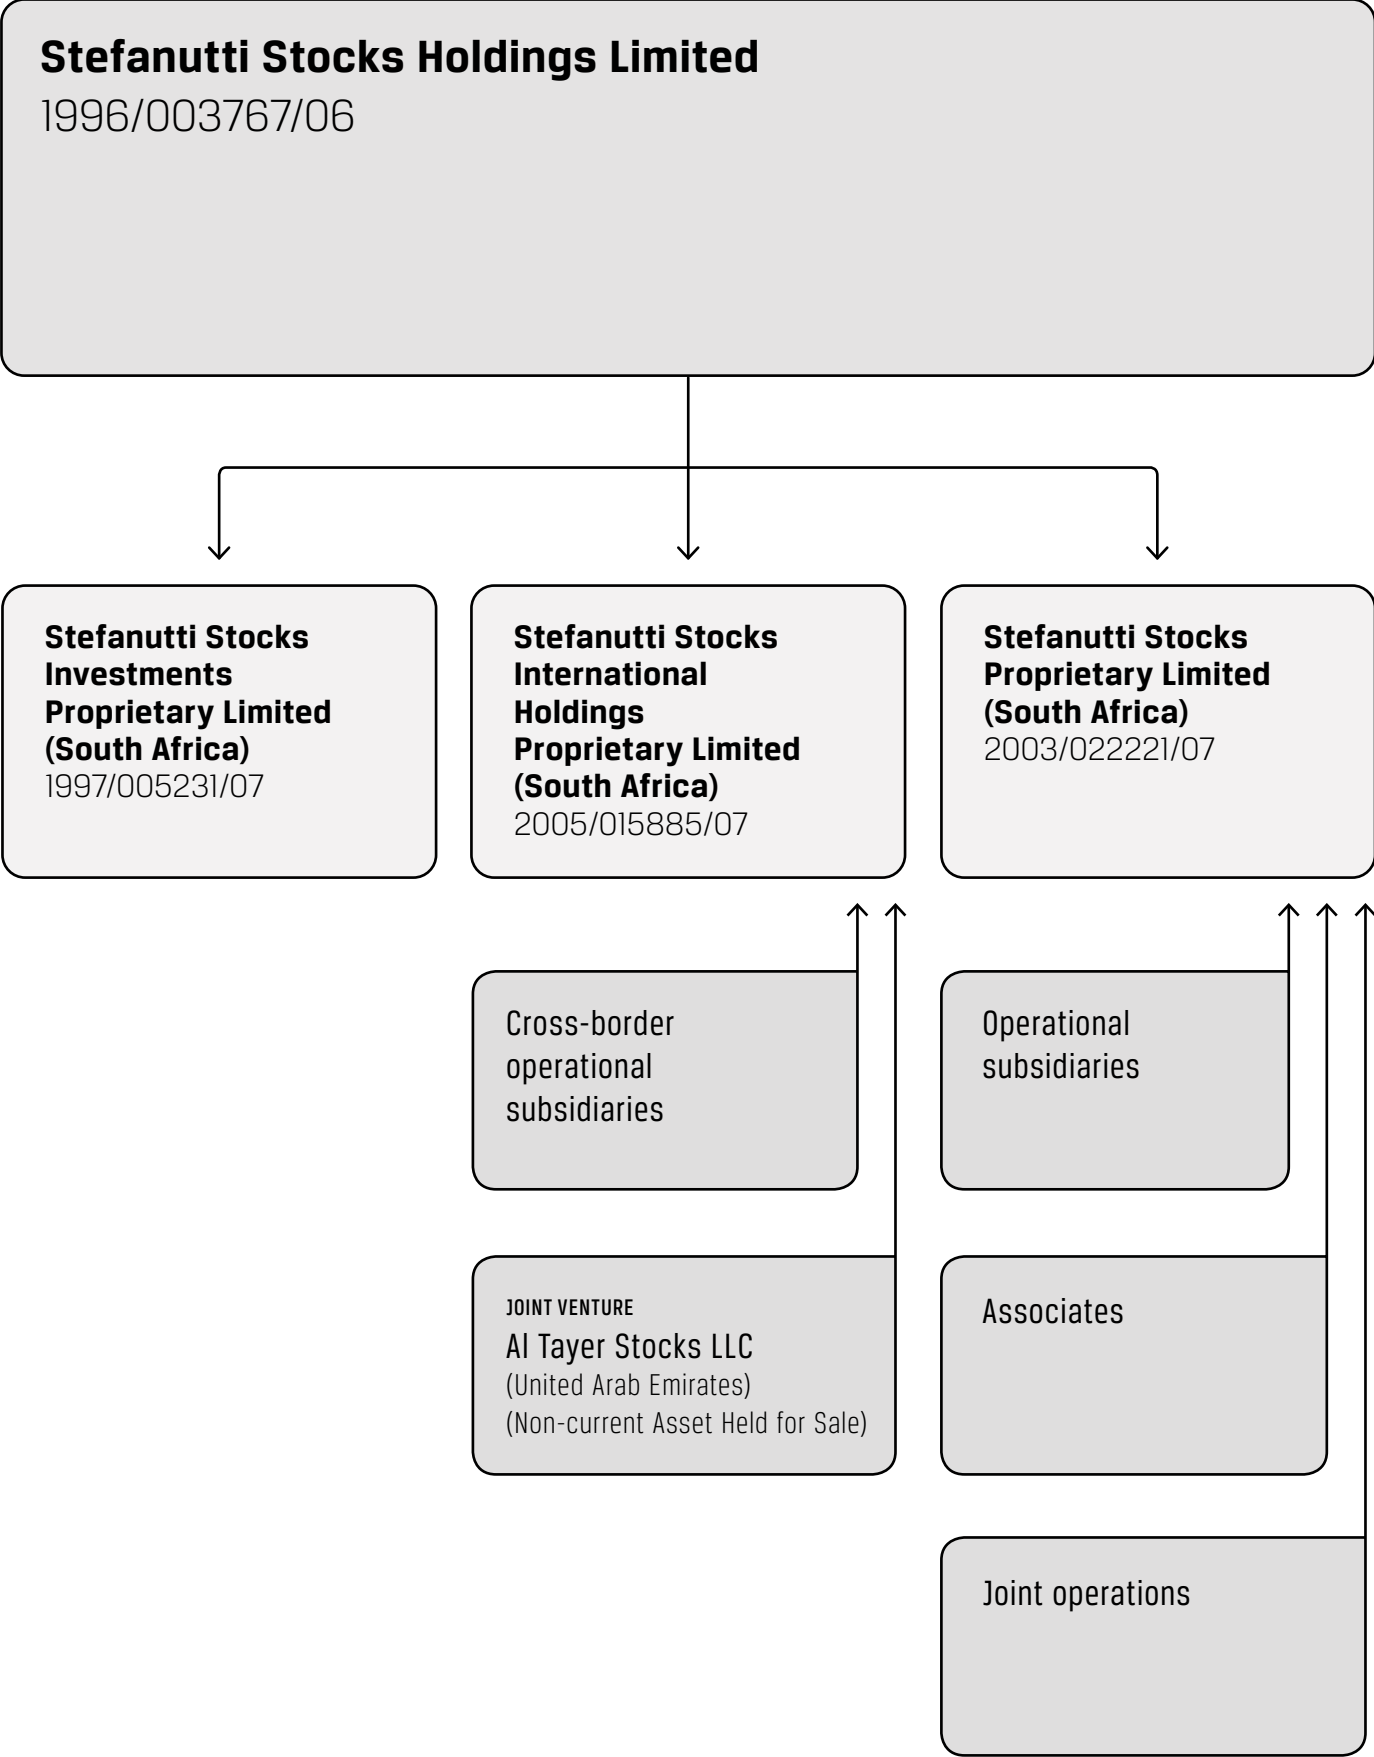 Stefanutti Stocks Holdings Limited
1996/003767/06
Stefanutti Stocks
Investments
Proprietary Limited
(South Africa)
1997/005231/07
Stefanutti Stocks
International
Holdings
Proprietary Limited
(South Africa)
2005/015885/07
Stefanutti Stocks
Proprietary Limited
(South Africa)
2003/022221/07
Cross-border
operational
subsidiaries
JOINT VENTURE
Al Tayer Stocks LLC
(United Arab Emirates)
(Non-current Asset Held for Sale)
Operational
subsidiaries
Associates
Joint operations